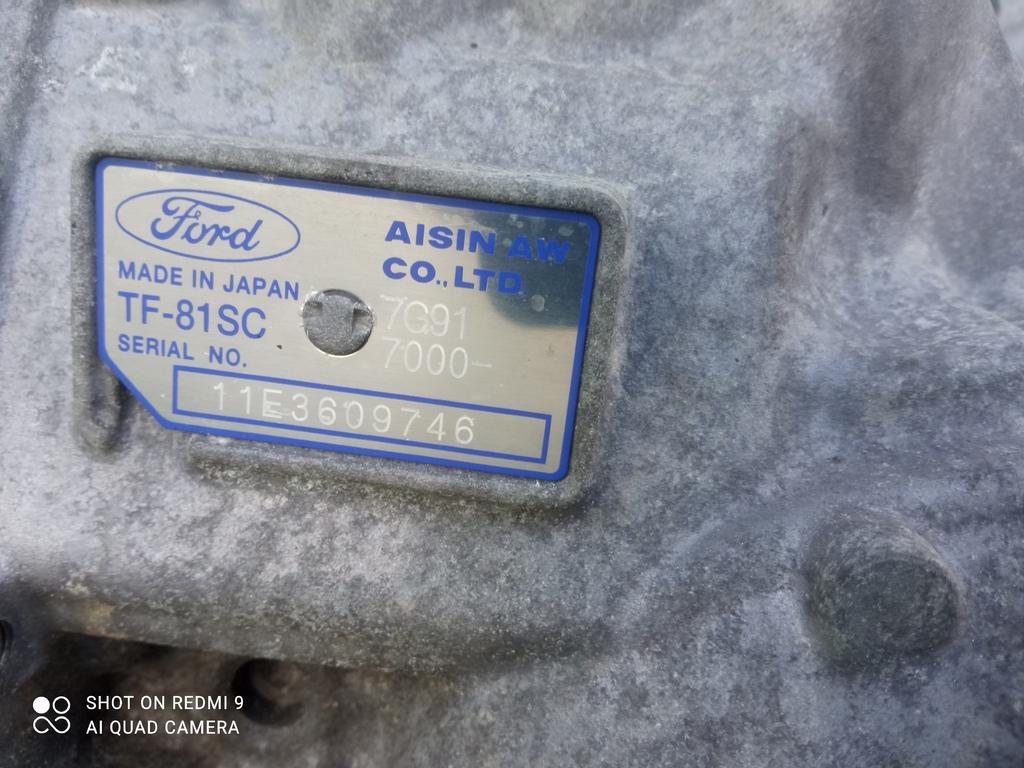 Ford
AISIN AW
CO., LTD.
MADE IN JAPAN
TF-81SC
7G91
7000-
SERIAL NO.
11E3609746
SHOT ON REDMI 9
AI QUAD CAMERA